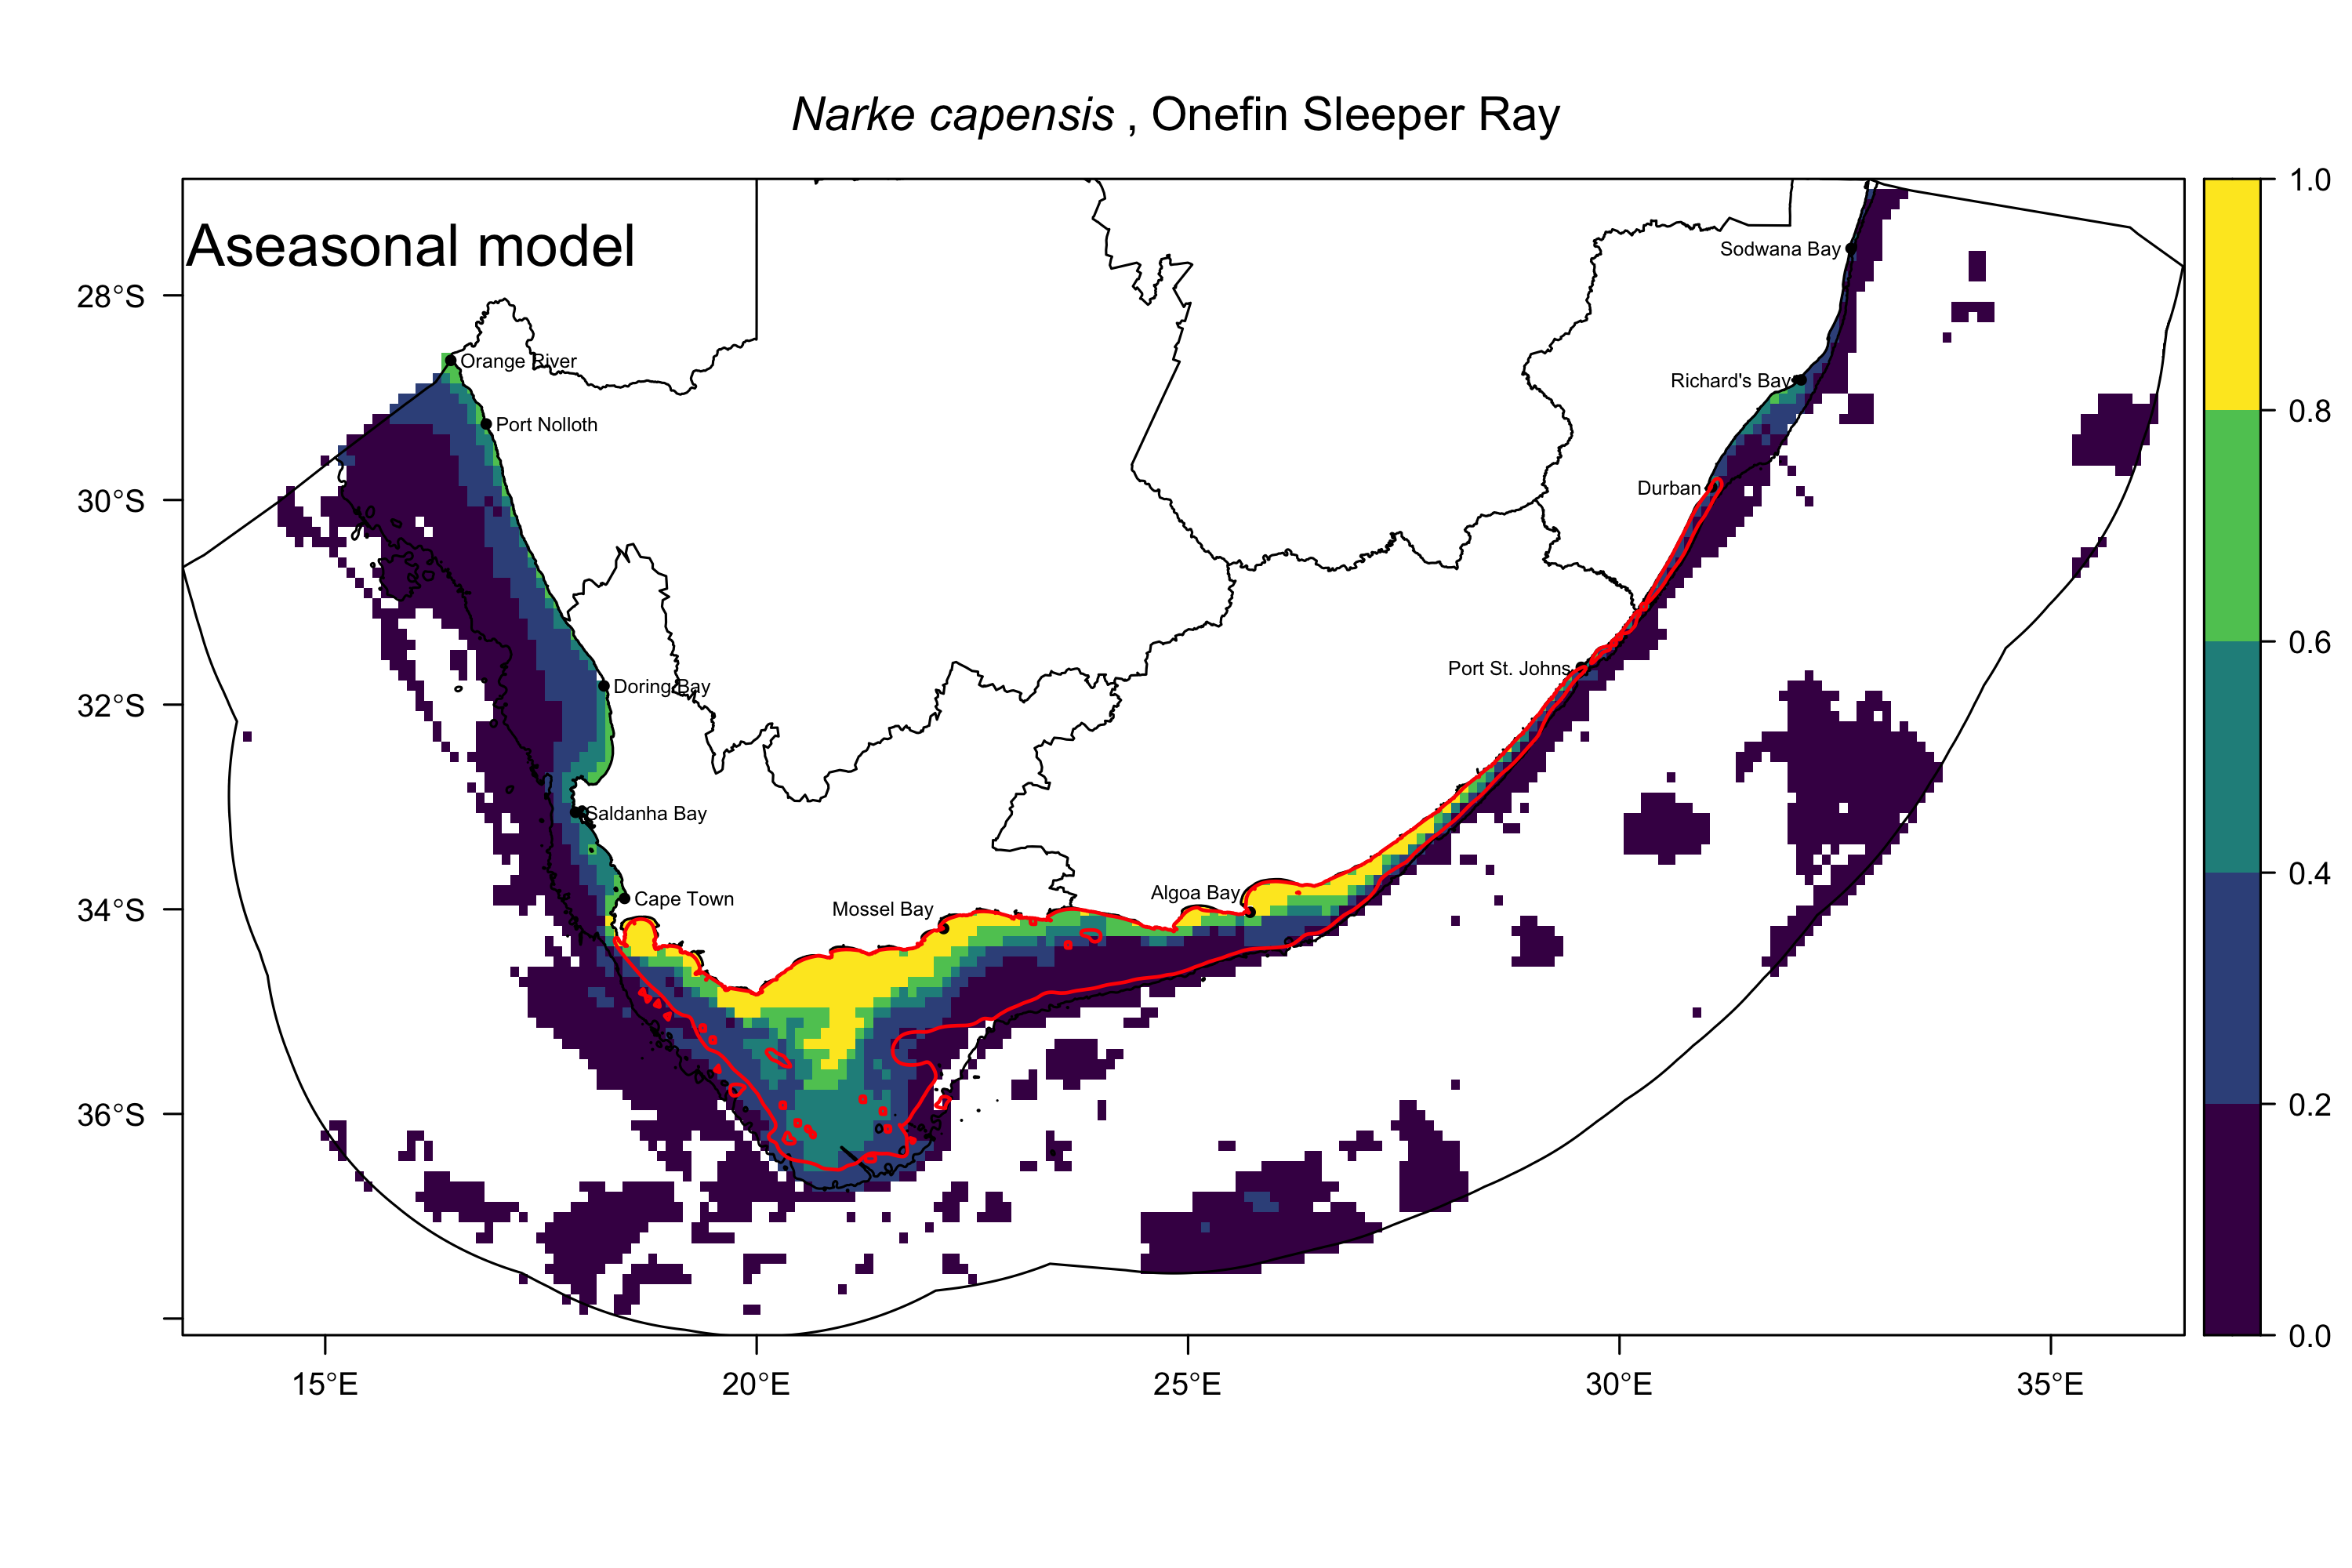 Narke capensis , Onefin Sleeper Ray
Aseasonal model
1.0
0.8
0.6
0.4
0.2
0.0
28°S
30°S
32°S
34°S
36°S
15°E
20°E
25°E
30°E
35°E
Sodwana Bay
Orange River
Richard's Bay
Port Nolloth
Durban
Port St. Johns
Doring Bay
Saldanha Bay
Cape Town
Mossel Bay
Algoa Bay